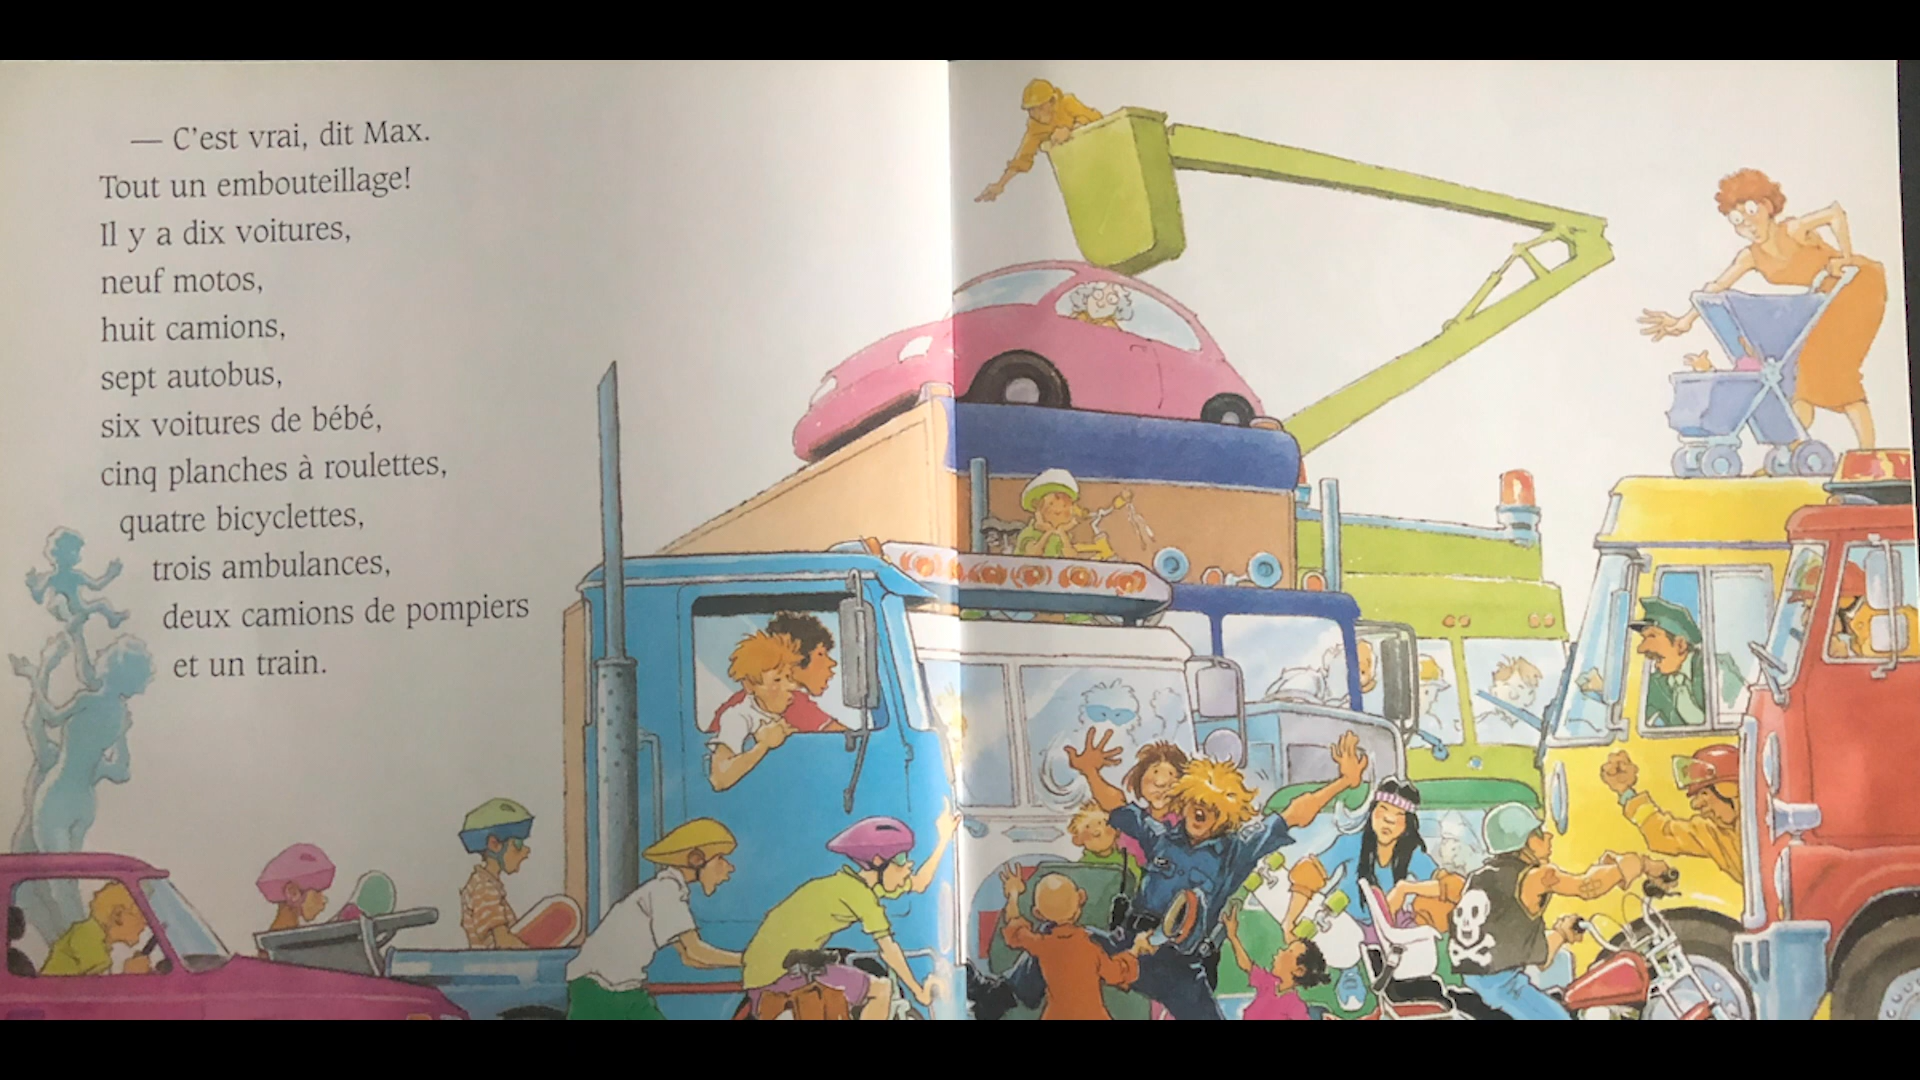 — C'est vrai, dit Max.
Tout un embouteillage!
Il y a dix voitures,
neuf motos,
huit camions,
sept autobus,
six voitures de bébé,
cinq planches à roulettes,
quatre bicyclettes,
trois ambulances,
deux camions de pompiers
et un train.